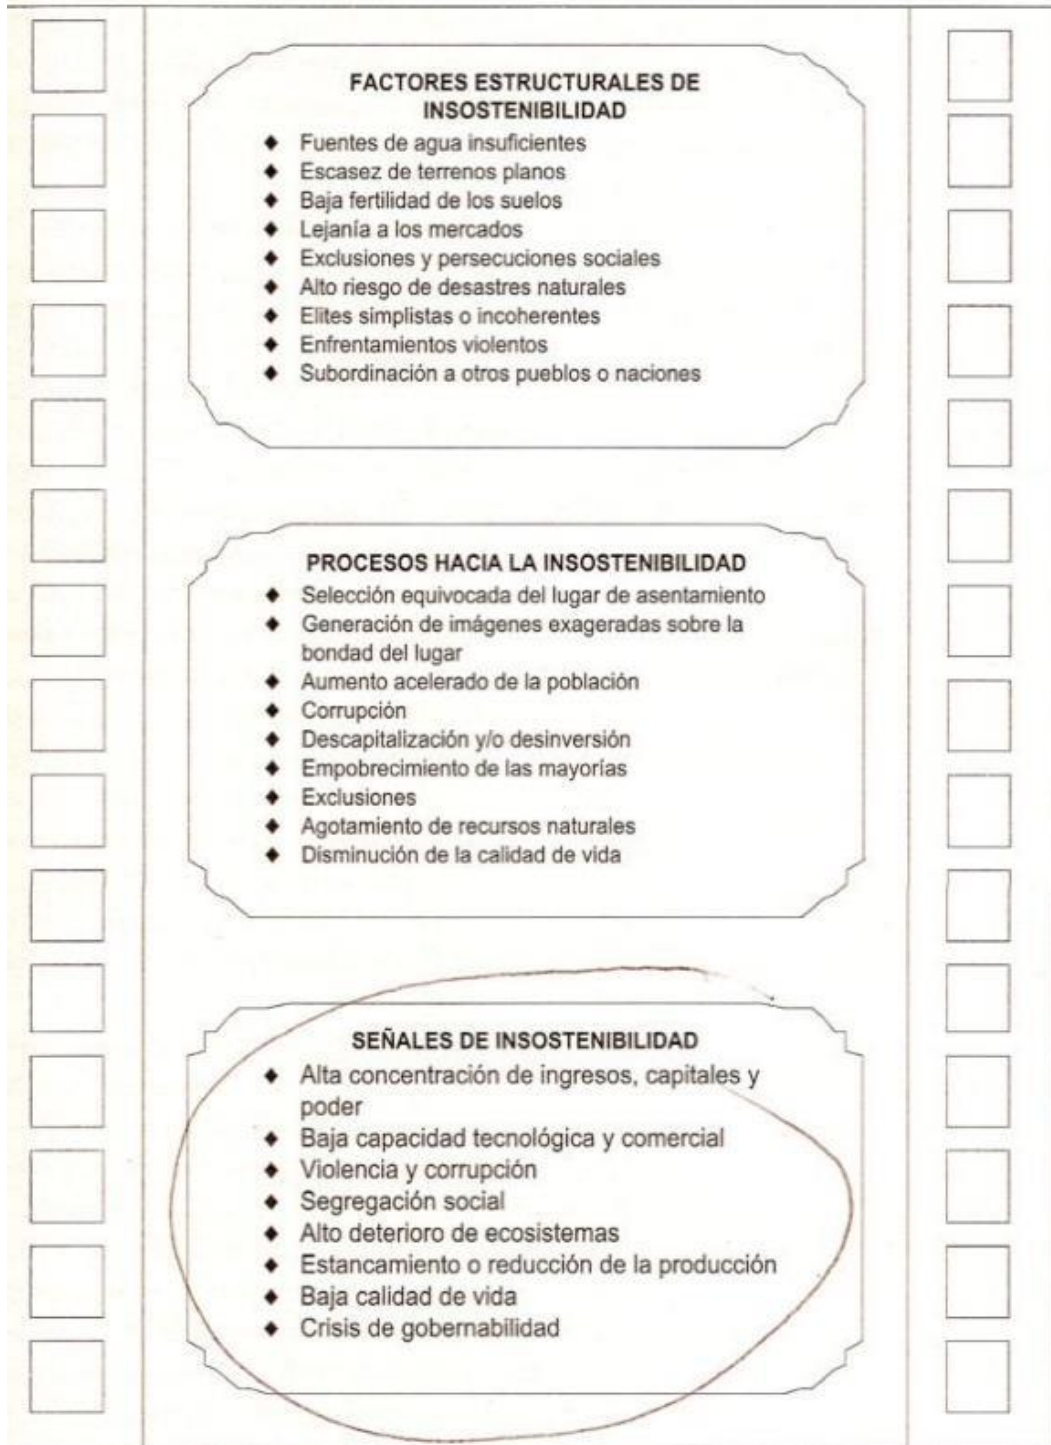 FACTORES ESTRUCTURALES DE
INSOSTENIBILIDAD
◆ Fuentes de agua insuficientes
◆ Escasez de terrenos planos
◆ Baja fertilidad de los suelos
◆ Lejanía a los mercados
◆ Exclusiones y persecuciones sociales
◆ Alto riesgo de desastres naturales
◆ Elites simplistas o incoherentes
◆ Enfrentamientos violentos
◆ Subordinación a otros pueblos o naciones
PROCESOS HACIA LA INSOSTENIBILIDAD
◆ Selección equivocada del lugar de asentamiento
◆ Generación de imágenes exageradas sobre la
bondad del lugar
◆ Aumento acelerado de la población
◆ Corrupción
◆ Descapitalización y/o desinversión
◆ Empobrecimiento de las mayorías
◆ Exclusiones
◆ Agotamiento de recursos naturales
◆ Disminución de la calidad de vida
SEÑALES DE INSOSTENIBILIDAD
◆ Alta concentración de ingresos, capitales y
poder
◆ Baja capacidad tecnológica y comercial
◆ Violencia y corrupción
◆ Segregación social
◆ Alto deterioro de ecosistemas
◆ Estancamiento o reducción de la producción
◆ Baja calidad de vida
◆ Crisis de gobernabilidad